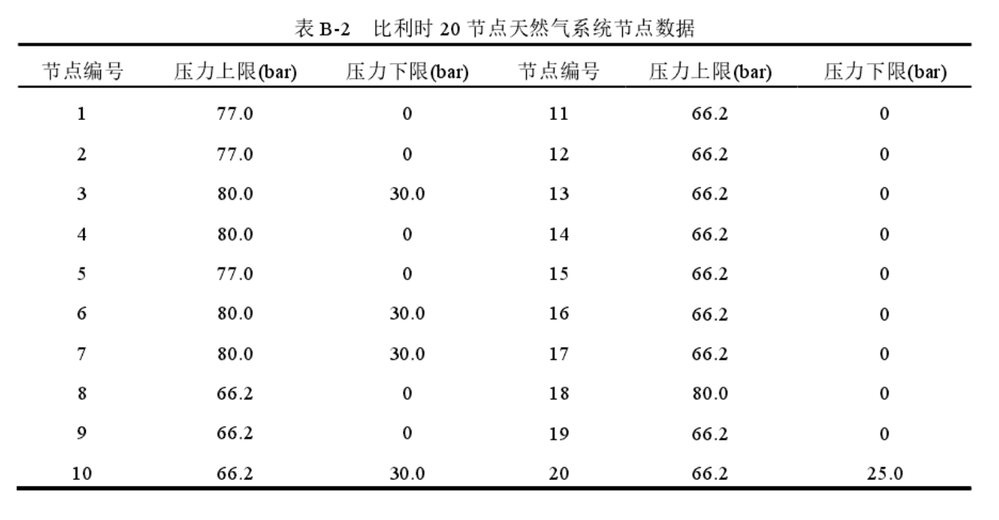 表 B-2 比利时 20 节点天然气系统节点数据
节点编号 压力上限(bar) 压力下限(bar) 节点编号 压力上限(bar) 压力下限(bar)
1 77.0 0 11 66.2 0
2 77.0 0 12 66.2 0
3 80.0 30.0 13 66.2 0
4 80.0 0 14 66.2 0
5 77.0 0 15 66.2 0
6 80.0 30.0 16 66.2 0
7 80.0 30.0 17 66.2 0
8 66.2 0 18 80.0 0
9 66.2 0 19 66.2 0
10 66.2 30.0 20 66.2 25.0